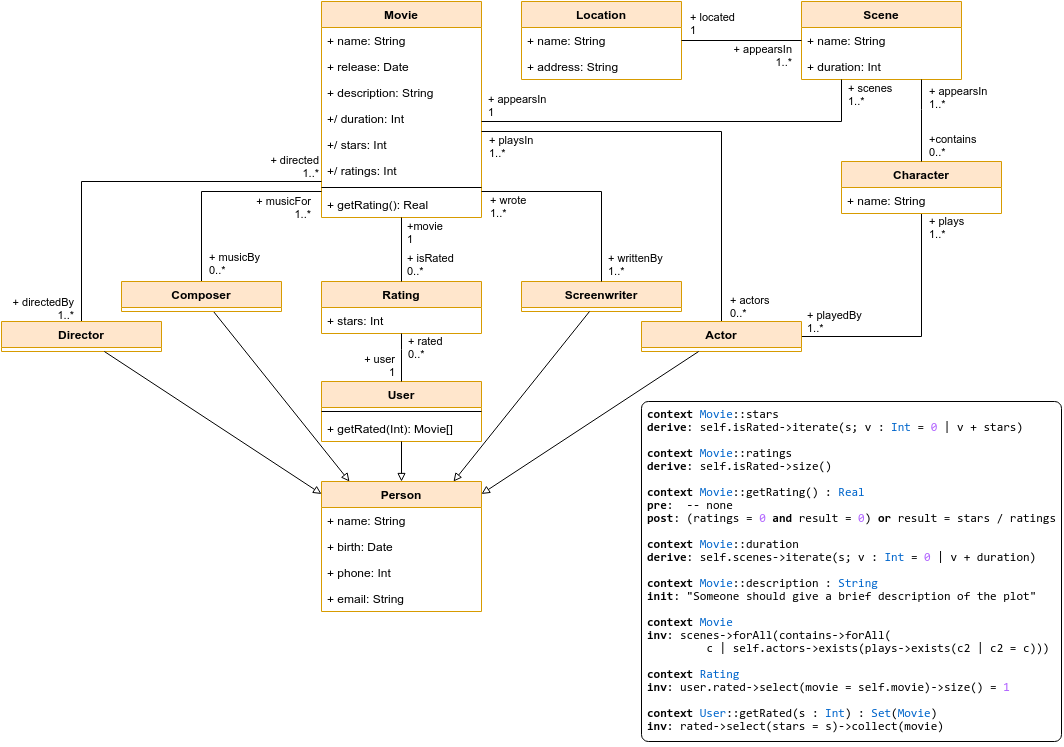 Movie
+ name: String
+ release: Date
+ description: String
+/ duration: Int
+/ stars: Int
+/ ratings: Int
+ getRating(): Real
Location
+ name: String
+ address: String
+ located
1
+ appearsIn
1..*
Scene
+ name: String
+ duration: Int
+ appearsIn
1
+ scenes
1..*
+ appearsIn
1..*
+contains
0..*
+ playsIn
1..*
Character
+ name: String
+ plays
1..*
+ directed
1..*
+ musicFor
1..*
+ wrote
1..*
+movie
1
+ musicBy
0..*
+ isRated
0..*
+ writtenBy
1..*
+ directedBy
1..*
+ actors
0..*
+ playedBy
1..*
Composer
Rating
+ stars: Int
Screenwriter
Director
Actor
+ rated
0..*
+ user
1
User
+ getRated(Int): Movie[]
Person
+ name: String
+ birth: Date
+ phone: Int
+ email: String
context Movie::stars
derive: self.isRated->iterate(s; v : Int = 0 | v + stars)
context Movie::ratings
derive: self.isRated->size()
context Movie::getRating() : Real
pre: -- none
post: (ratings = 0 and result = 0) or result = stars / ratings
context Movie::duration
derive: self.scenes->iterate(s; v : Int = 0 | v + duration)
context Movie::description : String
init: "Someone should give a brief description of the plot"
context Movie
inv: scenes->forAll(contains->forAll(
c | self.actors->exists(plays->exists(c2 | c2 = c)))
context Rating
inv: user.rated->select(movie = self.movie)->size() = 1
context User::getRated(s : Int) : Set(Movie)
inv: rated->select(stars = s)->collect(movie)